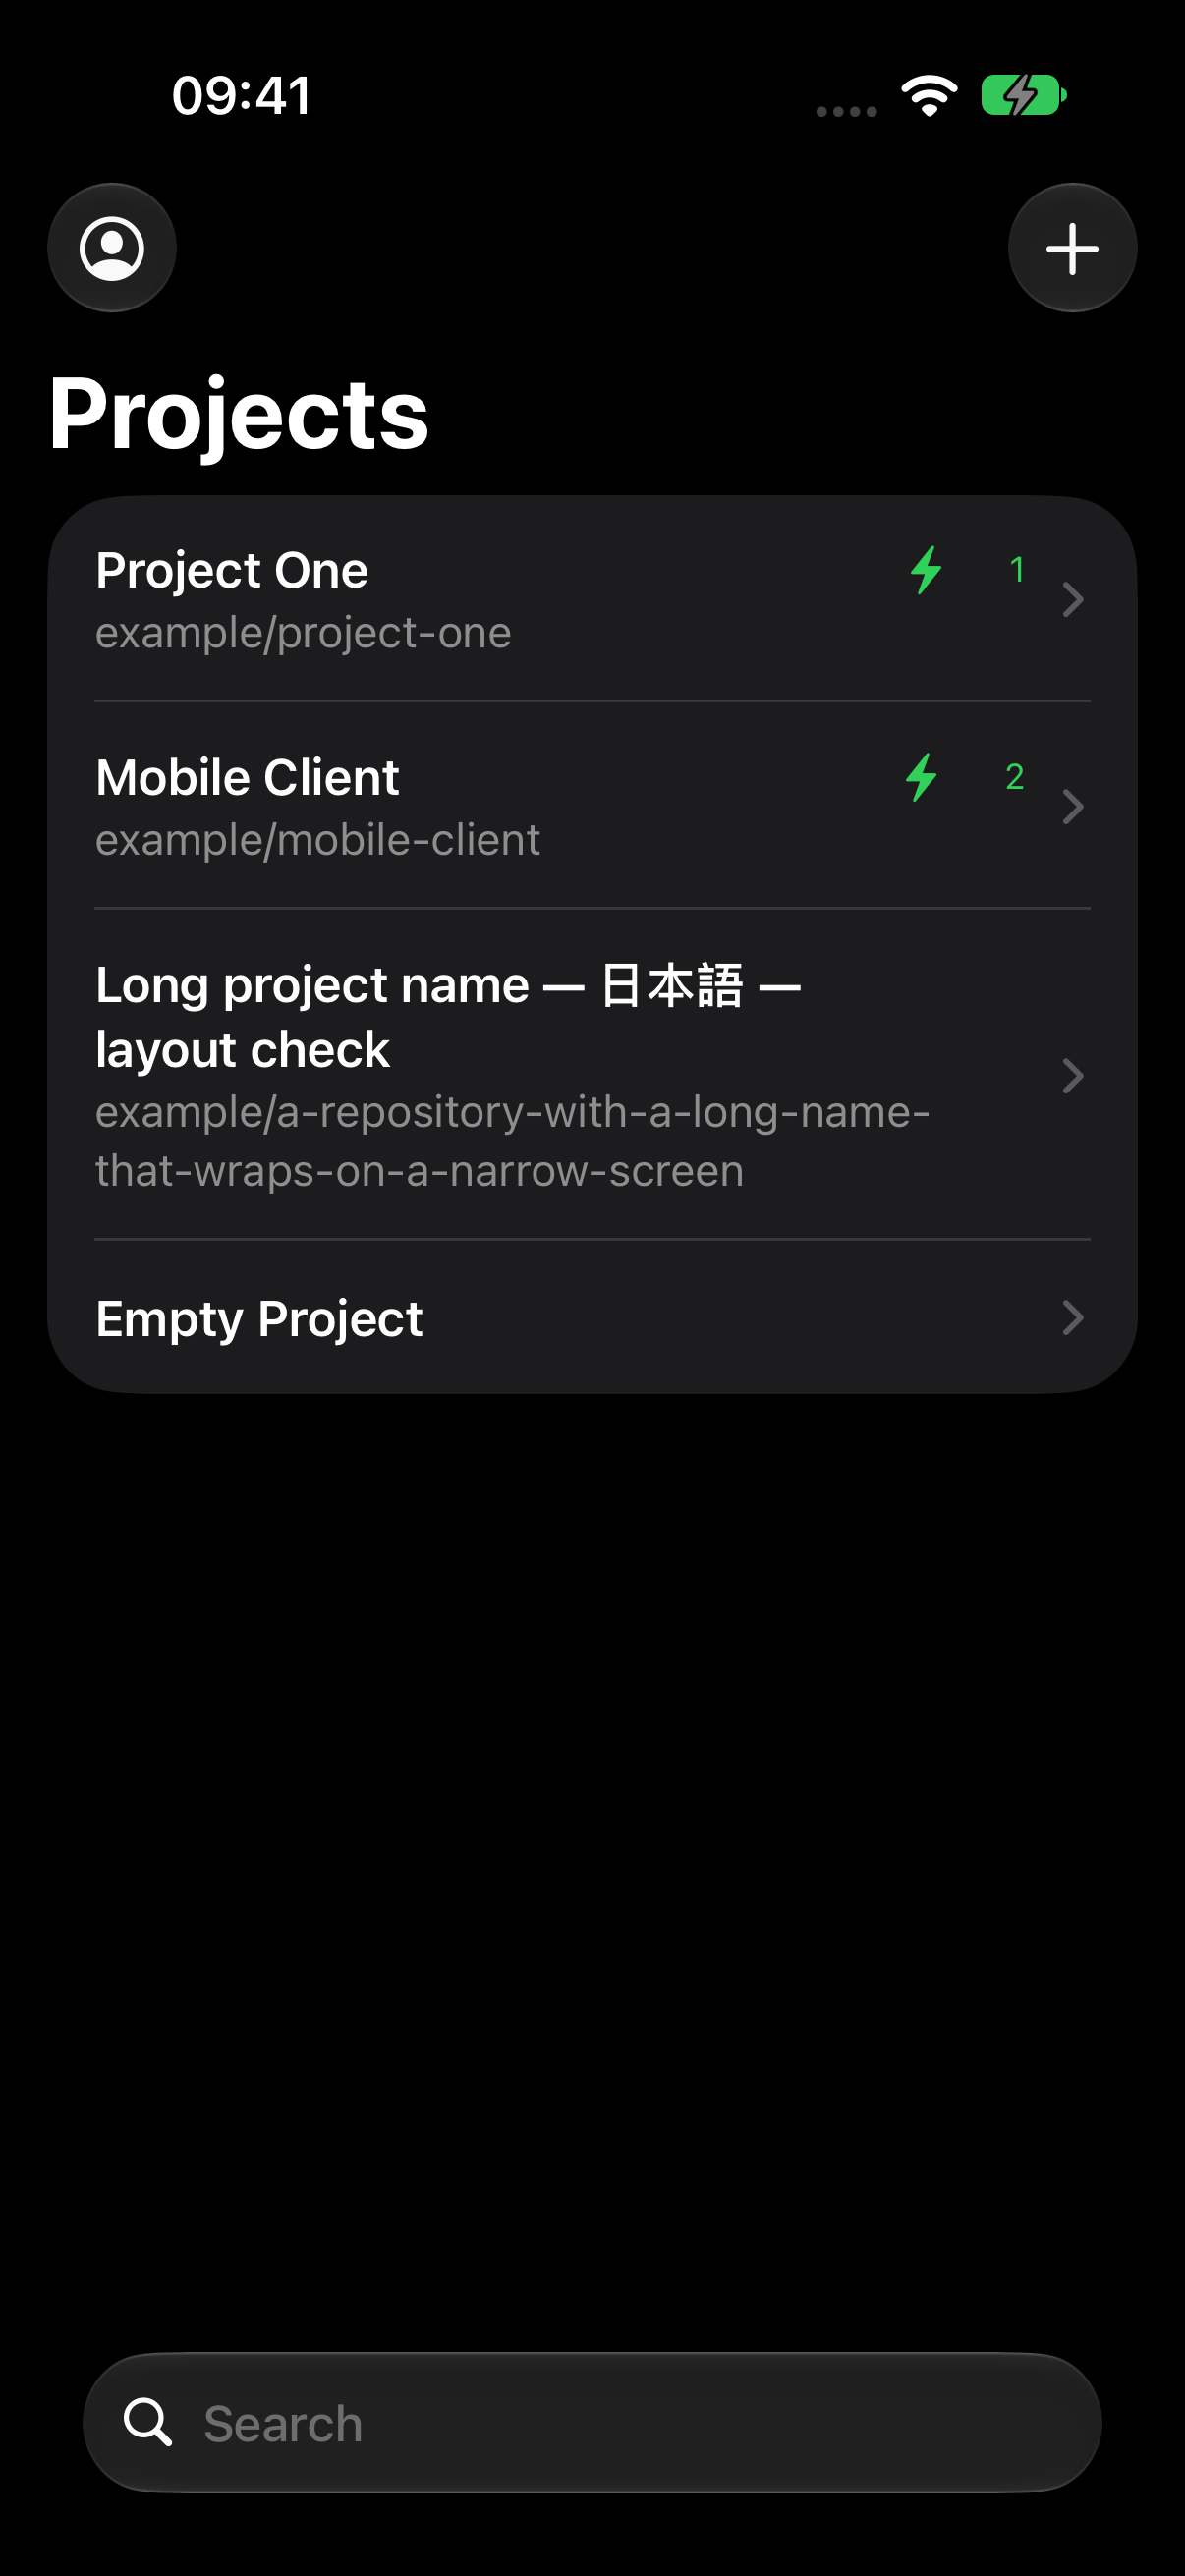 09:41
Projects
Project One
1
example/project-one
Mobile Client
2
example/mobile-client
Long project name — 日本語 —
layout check
example/a-repository-with-a-long-name-
that-wraps-on-a-narrow-screen
Empty Project
Search